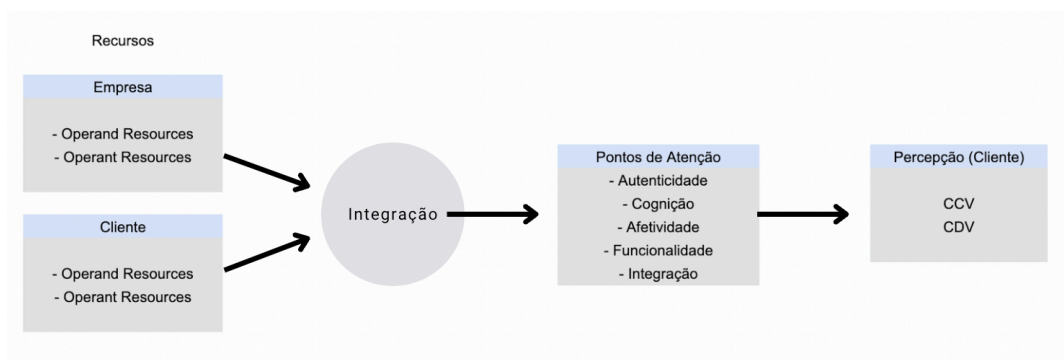 Recursos
Empresa
- Operand Resources
- Operant Resources
Cliente
- Operand Resources
- Operant Resources
Integração
Pontos de Atenção
- Autenticidade
- Cognição
- Afetividade
- Funcionalidade
- Integração
Percepção (Cliente)
CCV
CDV